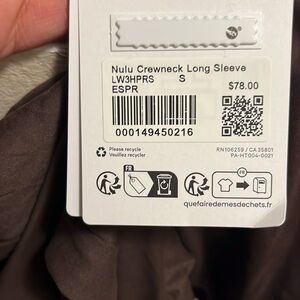 Nulu Crewneck Long Sleeve
LW3HPRS S
ESPR $78.00
000149450216
Please recycle
Veuillez recycler
RN106259 / CA 35801
PA-HT004-0021
FR
FR
quefairedemesdechets.fr